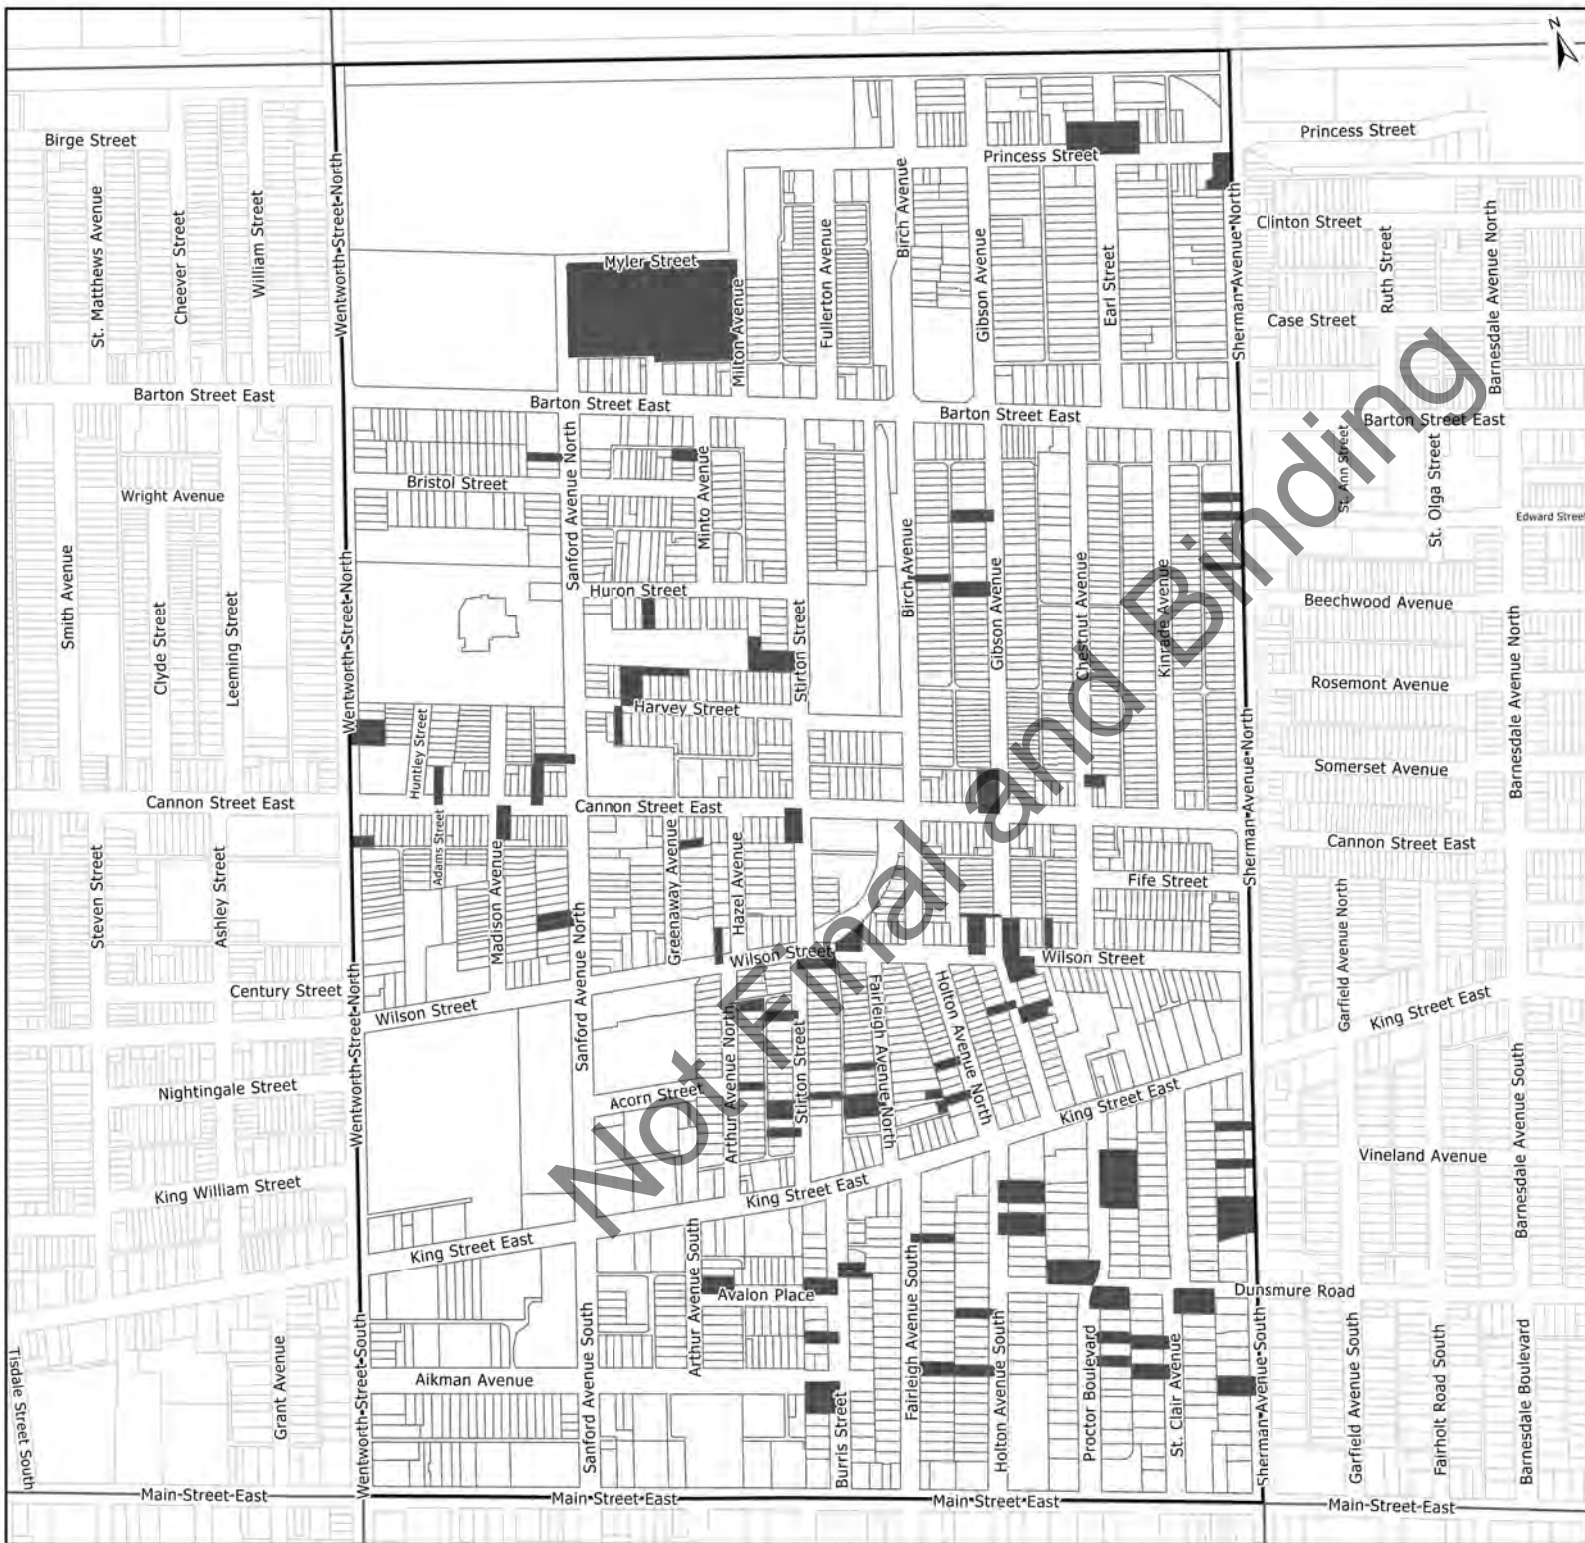 N
Birge Street
Princess Street
Princess Street
St. Matthews Avenue
Cheever Street
William Street
Wentworth Street North
Birch Avenue
Sherman Avenue North
Clinton Street
Barnesdale Avenue North
Ruth Street
Myler Street
Milton Avenue
Fullerton Avenue
Gibson Avenue
Earl Street
Case Street
Barton Street East
Barton Street East
Barton Street East
Barton Street East
Wright Avenue
Bristol Street
Sanford Avenue North
Minto Avenue
St. Ann Street
St. Olga Street
Edward Street
Smith Avenue
Clyde Street
Leeming Street
Wentworth Street North
Huron Street
Stirton Street
Birch Avenue
Gibson Avenue
Chestnut Avenue
Kinrade Avenue
Beechwood Avenue
Rosemont Avenue
Barnesdale Avenue North
Harvey Street
Huntley Street
Sherman Avenue North
Somerset Avenue
Cannon Street East
Cannon Street East
Cannon Street East
Steven Street
Ashley Street
Adams Street
Madison Avenue
Greenaway Avenue
Hazel Avenue
Fife Street
Sanford Avenue North
Wilson Street
Wilson Street
Wilson Street
Garfield Avenue North
Century Street
Wentworth Street North
King Street East
Fairleigh Avenue North
Holton Avenue North
Arthur Avenue North
Stirton Street
Nightingale Street
Acorn Street
King Street East
Barnesdale Avenue South
Vineland Avenue
King William Street
King Street East
King Street East
Arthur Avenue South
Avalon Place
Fairleigh Avenue South
Dunsmure Road
Tisdale Street South
Grant Avenue
Wentworth Street South
Aikman Avenue
Sanford Avenue South
Burris Street
Holton Avenue South
Proctor Boulevard
St. Clair Avenue
Sherman Avenue South
Garfield Avenue South
Fairholt Road South
Barnesdale Boulevard
Main Street East
Main Street East
Main Street East
Main Street East
Not Final and Binding